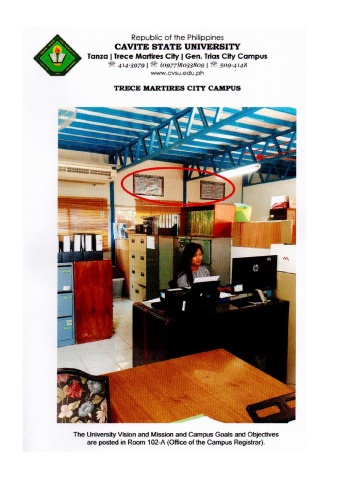 Republic of the Philippines
CAVITE STATE UNIVERSITY
Tanza | Trece Martires City | Gen. Trias City Campus
☏ 414-3979 | ☏ (0977)8033809 | ☏ 509-4148
www.cvsu.edu.ph
TRECE MARTIRES CITY CAMPUS
The University Vision and Mission and Campus Goals and Objectives
are posted in Room 102-A (Office of the Campus Registrar).